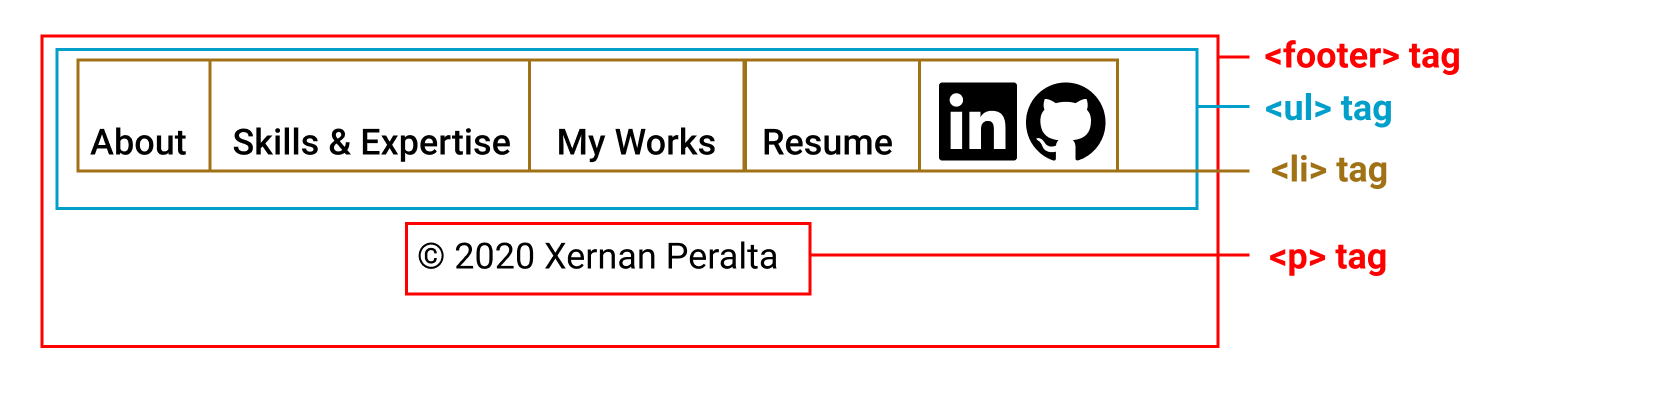 <footer> tag
<ul> tag
About Skills & Expertise My Works Resume in
<li> tag
© 2020 Xernan Peralta <p> tag